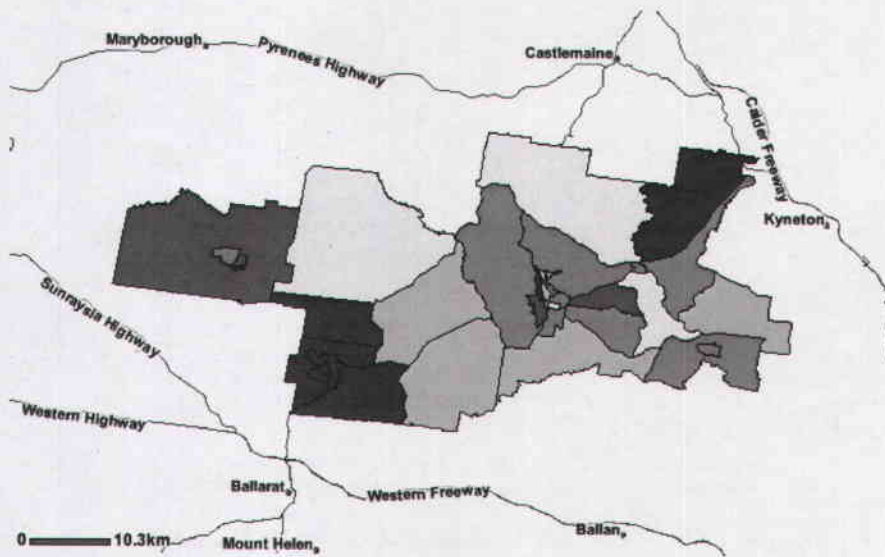 Maryborough
Pyrenees Highway
Castlemaine
Calder Freeway
Kyneton
Sunraysia Highway
Western Highway
Ballarat
Western Freeway
Ballan
0 10.3km
Mount Helen